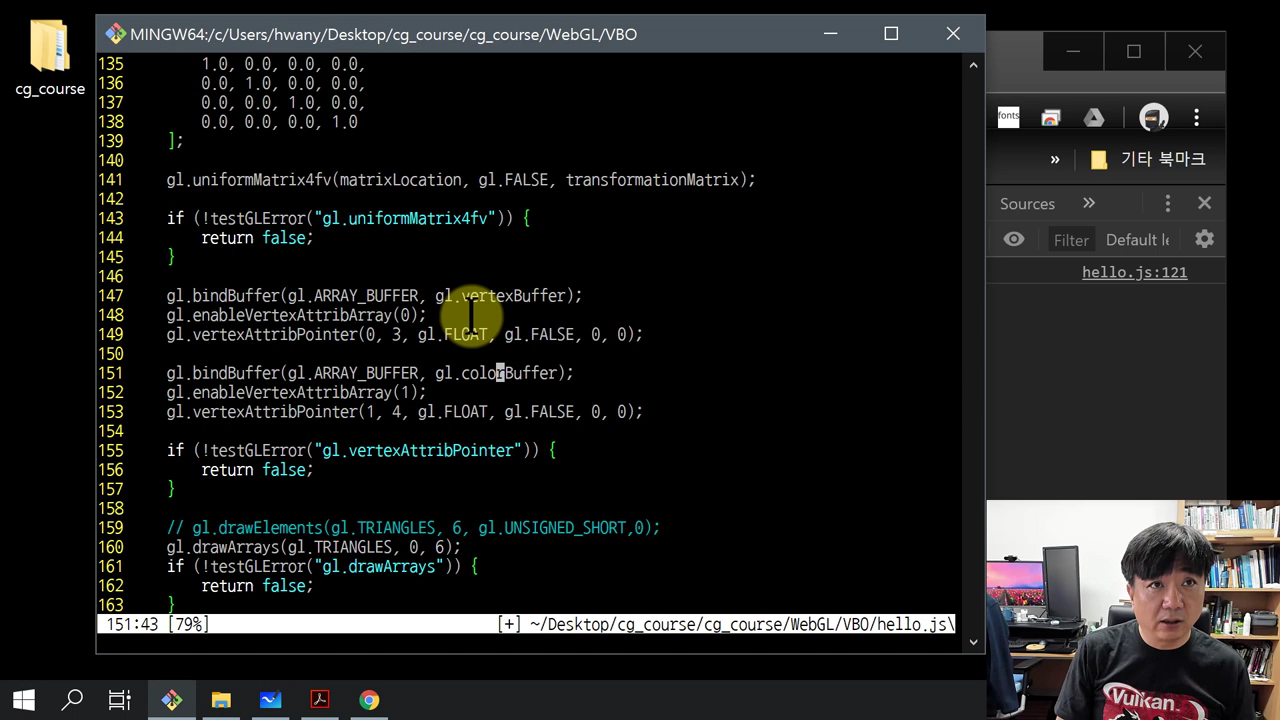 MINGW64:/c/Users/hwany/Desktop/cg_course/cg_course/WebGL/VBO
cg_course
135 1.0, 0.0, 0.0, 0.0,
136 0.0, 1.0, 0.0, 0.0,
137 0.0, 0.0, 1.0, 0.0,
138 0.0, 0.0, 0.0, 1.0
139 ];
140
141 gl.uniformMatrix4fv(matrixLocation, gl.FALSE, transformationMatrix);
142
143 if (!testGLError("gl.uniformMatrix4fv")) {
144 return false;
145 }
146
147 gl.bindBuffer(gl.ARRAY_BUFFER, gl.vertexBuffer);
148 gl.enableVertexAttribArray(0);
149 gl.vertexAttribPointer(0, 3, gl.FLOAT, gl.FALSE, 0, 0);
150
151 gl.bindBuffer(gl.ARRAY_BUFFER, gl.colorBuffer);
152 gl.enableVertexAttribArray(1);
153 gl.vertexAttribPointer(1, 4, gl.FLOAT, gl.FALSE, 0, 0);
154
155 if (!testGLError("gl.vertexAttribPointer")) {
156 return false;
157 }
158
159 // gl.drawElements(gl.TRIANGLES, 6, gl.UNSIGNED_SHORT,0);
160 gl.drawArrays(gl.TRIANGLES, 0, 6);
161 if (!testGLError("gl.drawArrays")) {
162 return false;
163 }
151:43 [79%] [+] ~/Desktop/cg_course/cg_course/WebGL/VBO/hello.js\
fonts
» 기타 북마크
Sources »
Filter Default le
hello.js:121
Vulkan